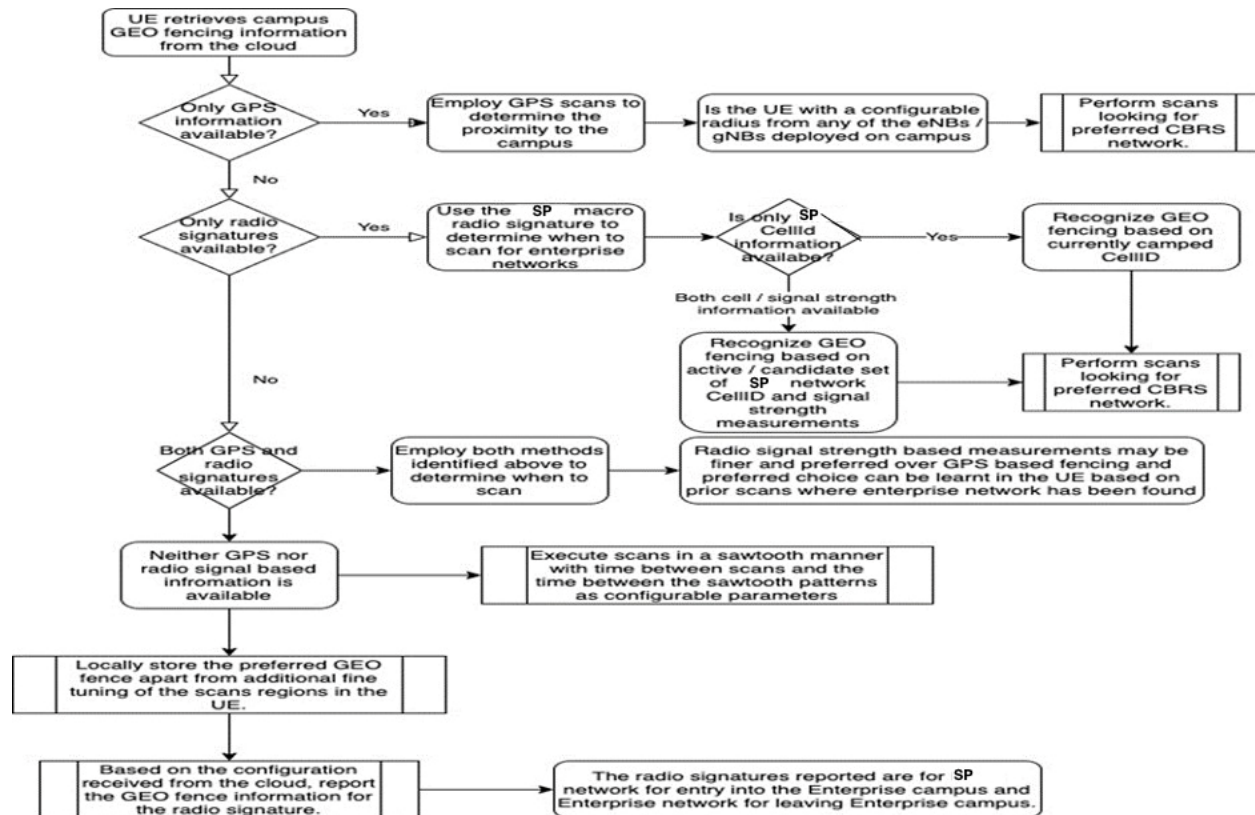 UE retrieves campus
GEO fencing information
from the cloud
Only GPS
information
available?
Yes
Employ GPS scans to
determine the
proximity to the
campus
Is the UE with a configurable
radius from any of the eNBs /
gNBs deployed on campus
Perform scans
looking for
preferred CBRS
network.
No
Only radio
signatures
available?
Yes
Use the SP macro
radio signature to
determine when to
scan for enterprise
networks
Is only SP
CellId
information
availabe?
Yes
Recognize GEO
fencing based on
currently camped
CellID
Both cell / signal strength
information available
Recognize GEO
fencing based on
active / candidate set
of SP network
CellID and signal
strength
measurements
Perform scans
looking for
preferred CBRS
network.
No
Both GPS and
radio
signatures
available?
Employ both methods
identified above to
determine when to
scan
Radio signal strength based measurements may be
finer and preferred over GPS based fencing and
preferred choice can be learnt in the UE based on
prior scans where enterprise network has been found
Neither GPS nor
radio signal based
infromation is
available
Execute scans in a sawtooth manner
with time between scans and the
time between the sawtooth patterns
as configurable parameters
Locally store the preferred GEO
fence apart from additional fine
tuning of the scans regions in the
UE.
Based on the configuration
received from the cloud, report
the GEO fence information for
the radio signature.
The radio signatures reported are for SP
network for entry into the Enterprise campus and
Enterprise network for leaving Enterprise campus.